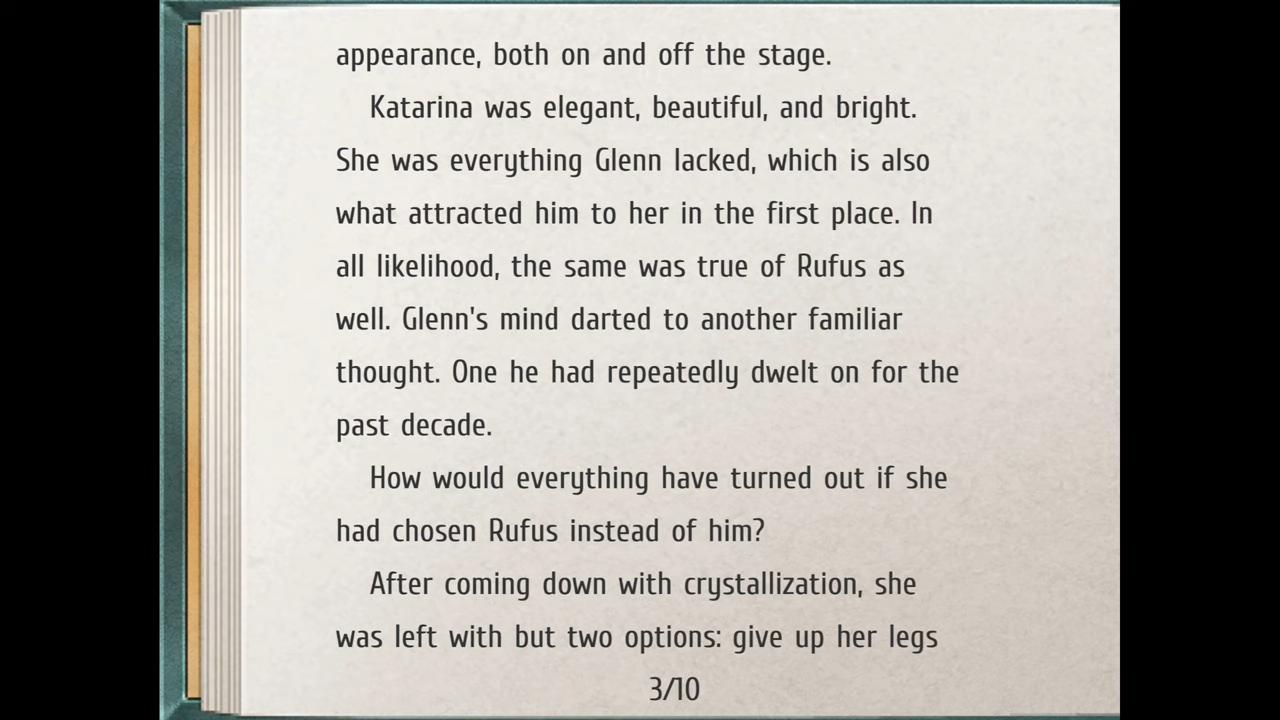 appearance, both on and off the stage.
Katarina was elegant, beautiful, and bright.
She was everything Glenn lacked, which is also
what attracted him to her in the first place. In
all likelihood, the same was true of Rufus as
well. Glenn's mind darted to another familiar
thought. One he had repeatedly dwelt on for the
past decade.
How would everything have turned out if she
had chosen Rufus instead of him?
After coming down with crystallization, she
was left with but two options: give up her legs
3/10